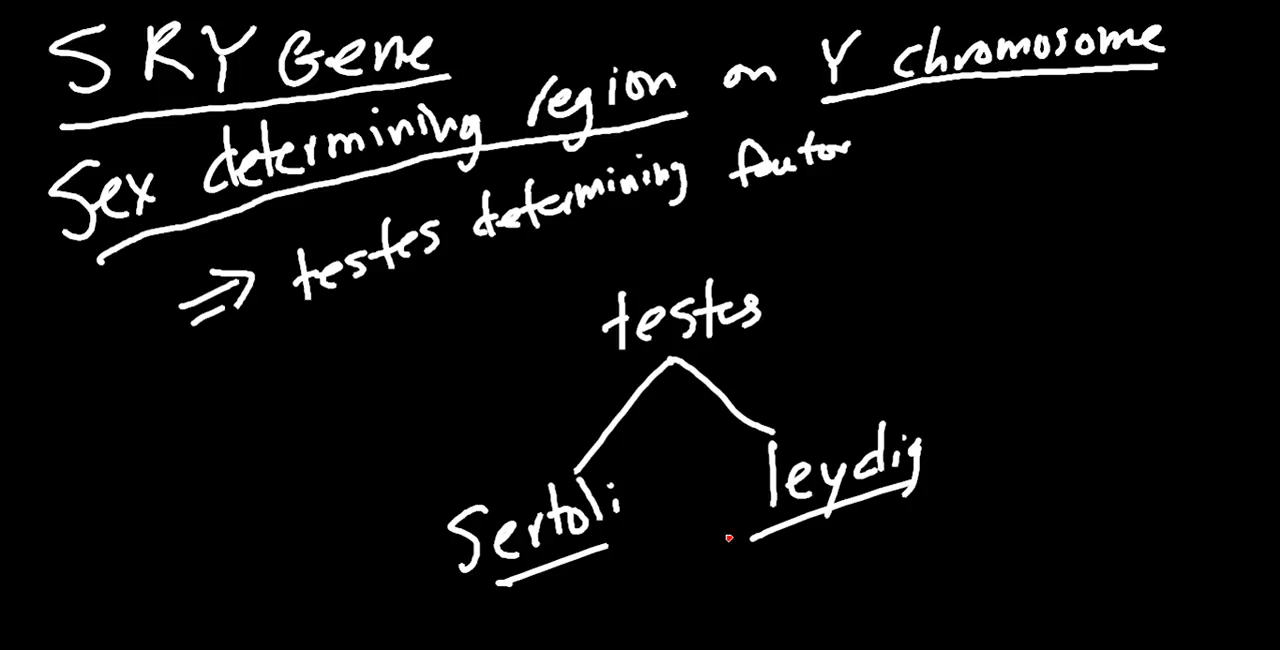 SRY Gene
Sex determining region on Y chromosome
⇒ testes determining factor
testes
Sertoli leydig